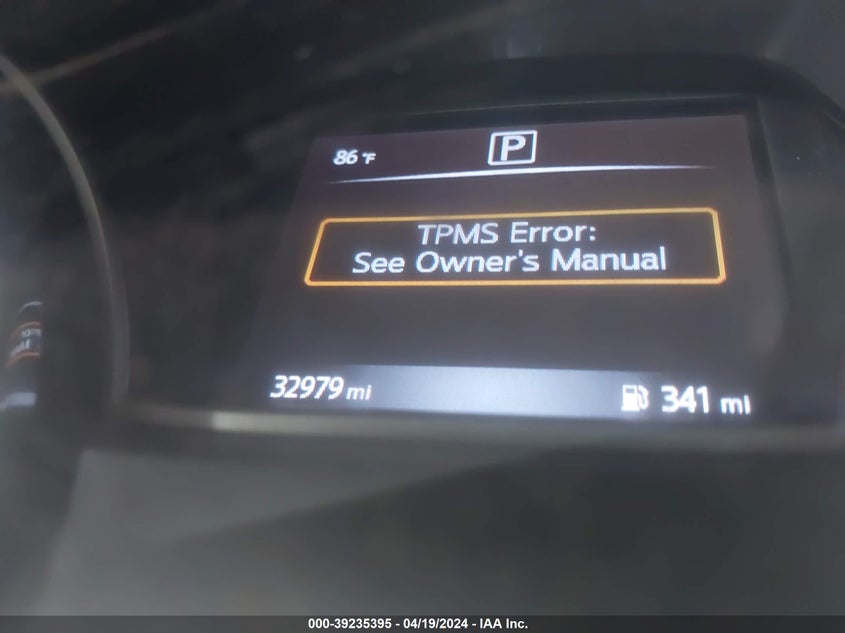 86 °F
P
TPMS Error:
See Owner's Manual
32979 mi
341 mi
000-39235395 - 04/19/2024 - IAA Inc.